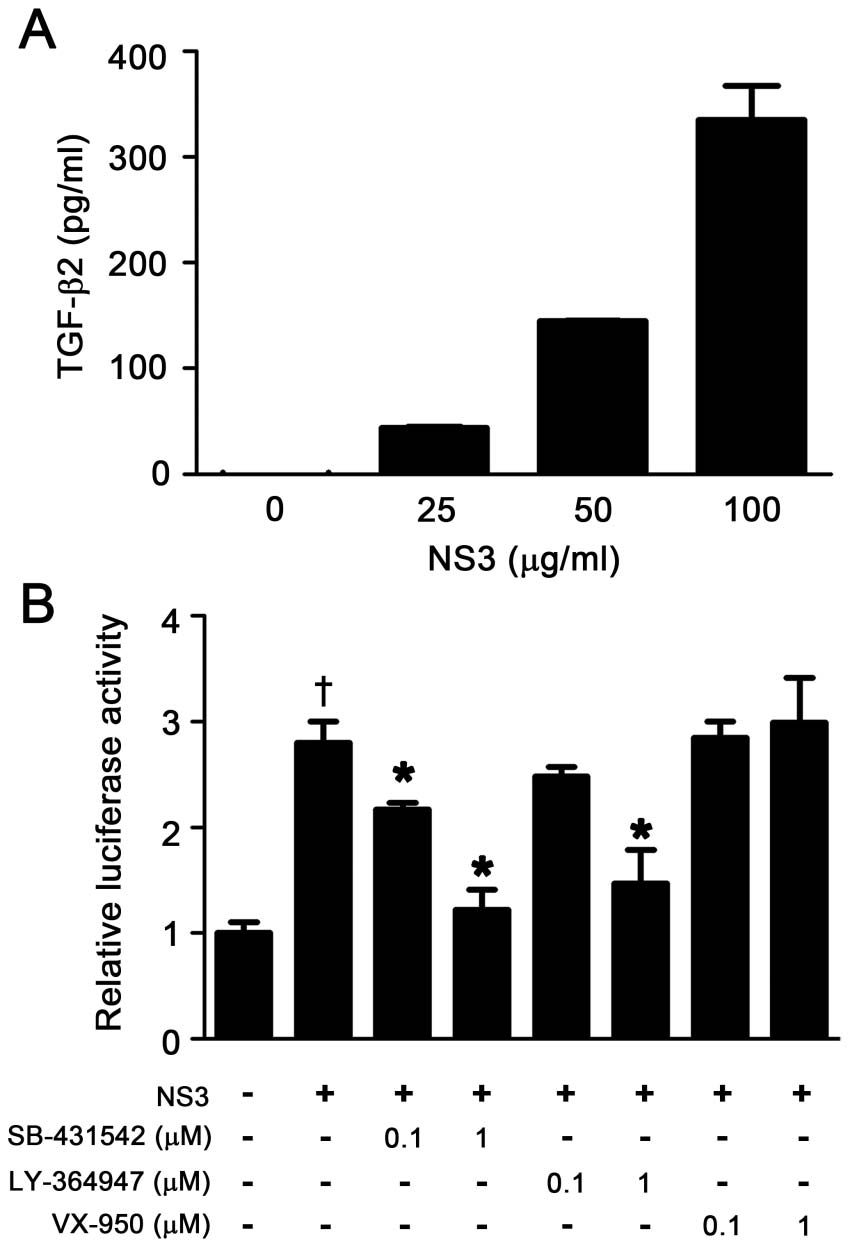 A
400
300
200
100
0
TGF-β2 (pg/ml)
0 25 50 100
NS3 (μg/ml)
B
4
3
2
1
0
Relative luciferase activity
†
*
*
*
NS3 - + + + + + + +
SB-431542 (μM) - - 0.1 1 - - - -
LY-364947 (μM) - - - - 0.1 1 - -
VX-950 (μM) - - - - - - 0.1 1